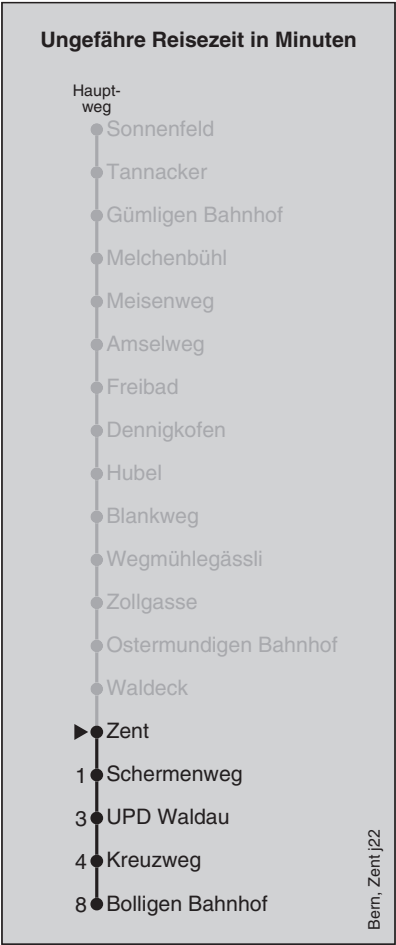 Ungefähre Reisezeit in Minuten
Haupt-
weg
Sonnenfeld
Tannacker
Gümligen Bahnhof
Melchenbühl
Meisenweg
Amselweg
Freibad
Dennigkofen
Hubel
Blankweg
Wegmühlegässli
Zollgasse
Ostermundigen Bahnhof
Waldeck
Zent
1 Schermenweg
3 UPD Waldau
4 Kreuzweg
8 Bolligen Bahnhof
Bern, Zent j22